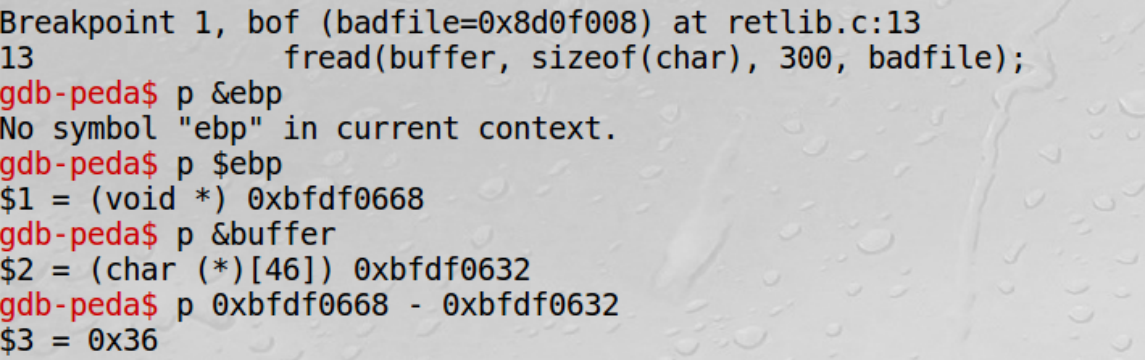 Breakpoint 1, bof (badfile=0x8d0f008) at retlib.c:13
13              fread(buffer, sizeof(char), 300, badfile);
gdb-peda$ p &ebp
No symbol "ebp" in current context.
gdb-peda$ p $ebp
$1 = (void *) 0xbfdf0668
gdb-peda$ p &buffer
$2 = (char (*)[46]) 0xbfdf0632
gdb-peda$ p 0xbfdf0668 - 0xbfdf0632
$3 = 0x36